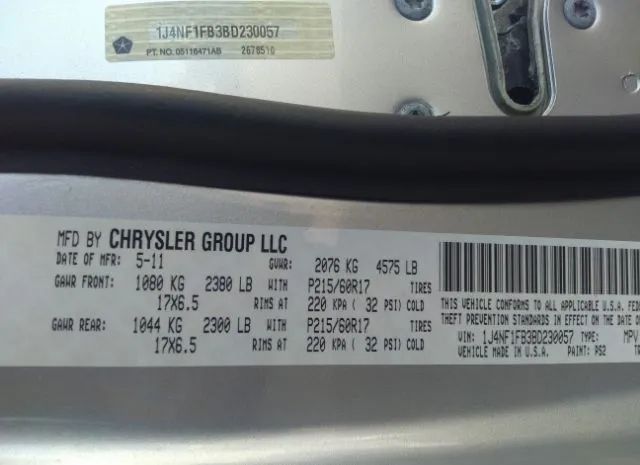 1J4NF1FB3BD230057
PT. NO. 05116471AB 2678510
MFD BY CHRYSLER GROUP LLC
DATE OF MFR: 5-11 GVWR: 2076 KG 4575 LB
GAWR FRONT: 1080 KG 2380 LB WITH P215/60R17 TIRES
17X6.5 RIMS AT 220 KPA ( 32 PSI) COLD
GAWR REAR: 1044 KG 2300 LB WITH P215/60R17 TIRES
17X6.5 RIMS AT 220 KPA ( 32 PSI) COLD
THIS VEHICLE CONFORMS TO ALL APPLICABLE U.S.A. FEDE
THEFT PREVENTION STANDARDS IN EFFECT ON THE DATE O
VIN: 1J4NF1FB3BD230057 TYPE: MPV
VEHICLE MADE IN U.S.A. PAINT: PS2 TR